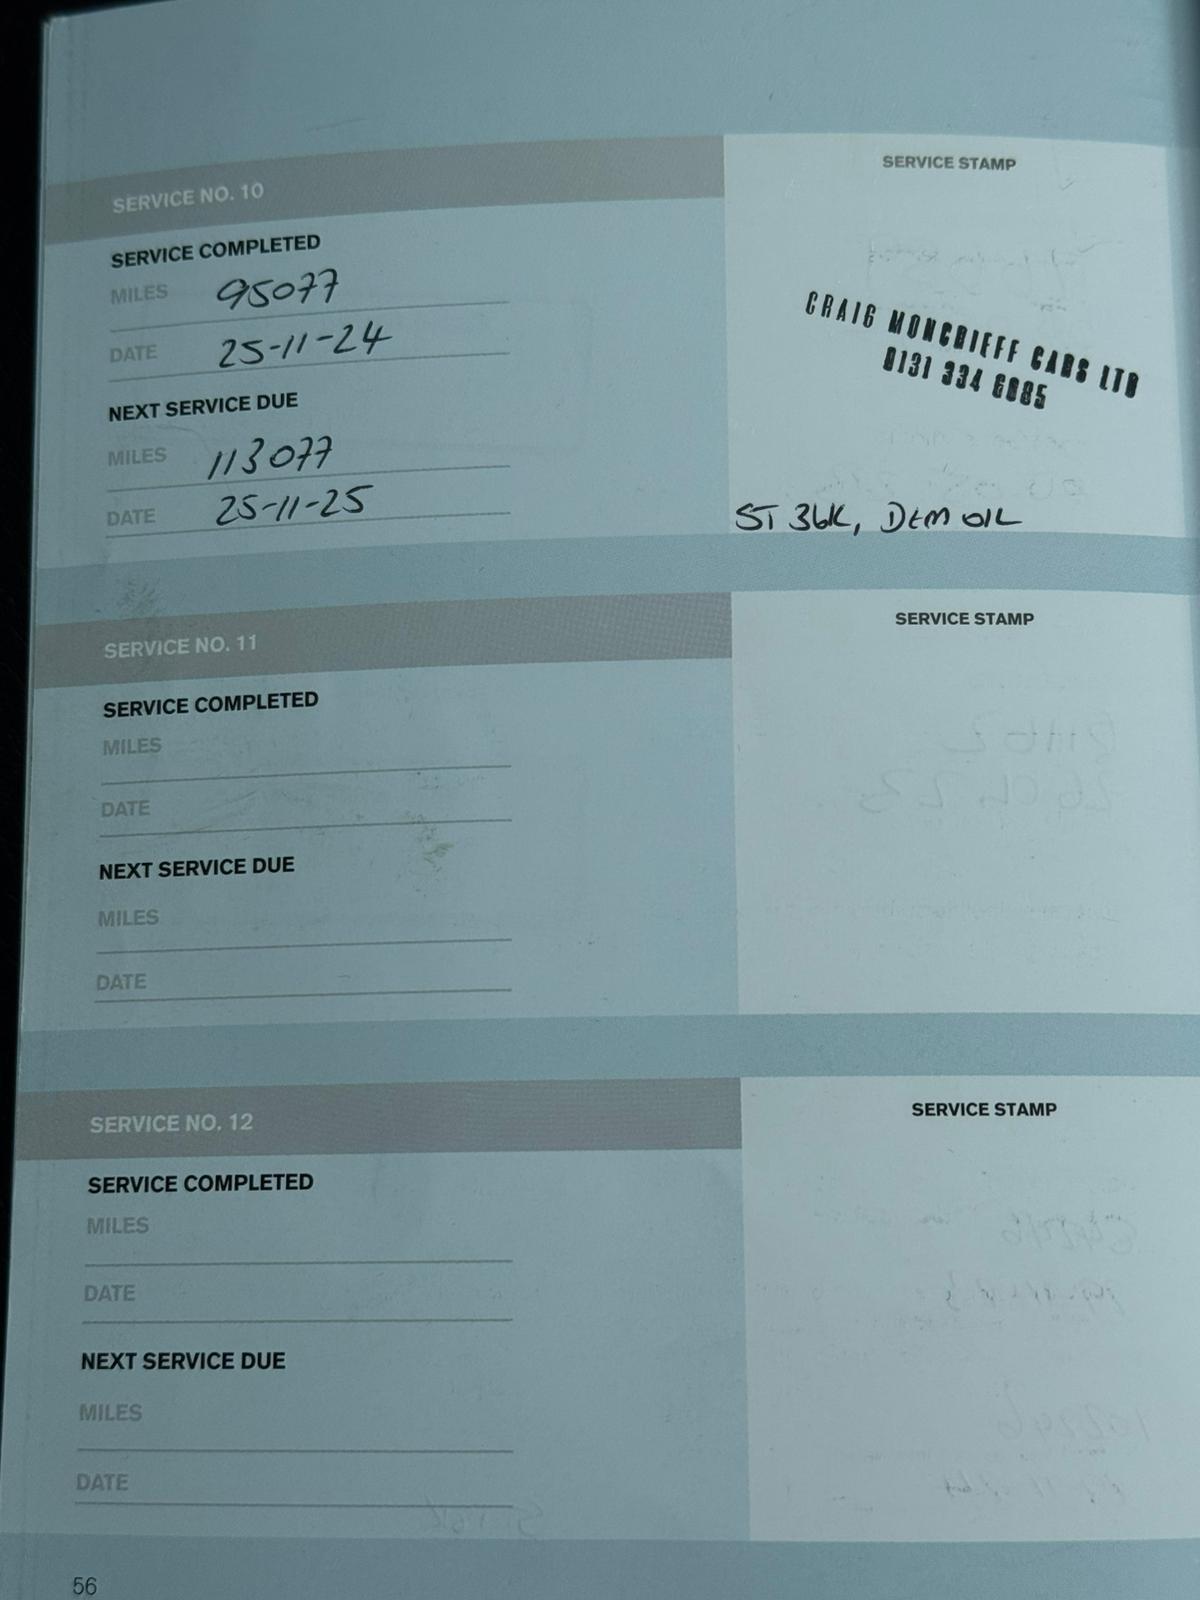 SERVICE NO. 10
SERVICE STAMP
SERVICE COMPLETED
MILES 95077
DATE 25-11-24
NEXT SERVICE DUE
MILES 113077
DATE 25-11-25
CRAIG MONCRIEFF CARS LTD
0131 334 6085
ST 36K, DEM OIL
SERVICE NO. 11
SERVICE STAMP
SERVICE COMPLETED
MILES
DATE
NEXT SERVICE DUE
MILES
DATE
SERVICE NO. 12
SERVICE STAMP
SERVICE COMPLETED
MILES
DATE
NEXT SERVICE DUE
MILES
DATE
56